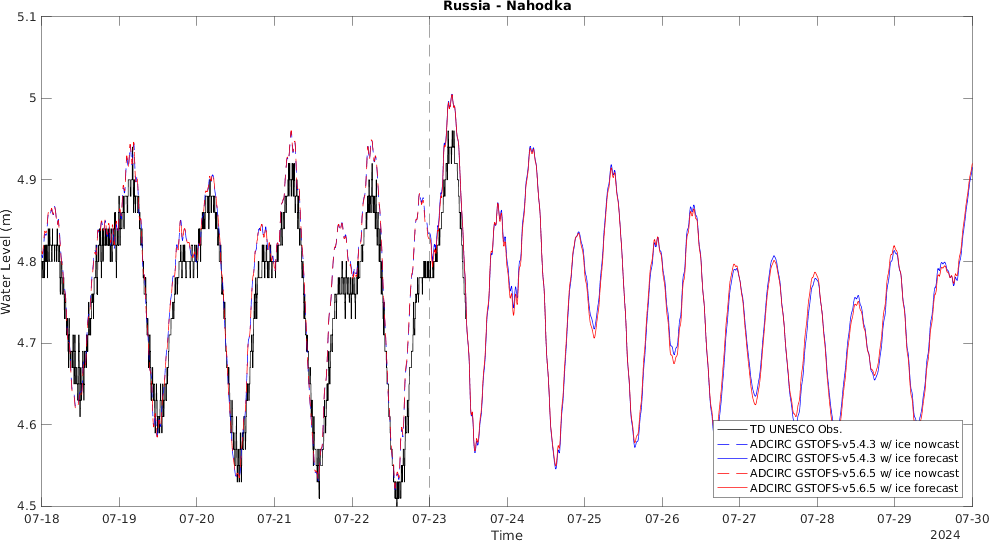 Russia - Nahodka
5.1
5
4.9
4.8
4.7
4.6
4.5
Water Level (m)
TD UNESCO Obs.
ADCIRC GSTOFS-v5.4.3 w/ ice nowcast
ADCIRC GSTOFS-v5.4.3 w/ ice forecast
ADCIRC GSTOFS-v5.6.5 w/ ice nowcast
ADCIRC GSTOFS-v5.6.5 w/ ice forecast
07-18 07-19 07-20 07-21 07-22 07-23 07-24 07-25 07-26 07-27 07-28 07-29 07-30
Time
2024